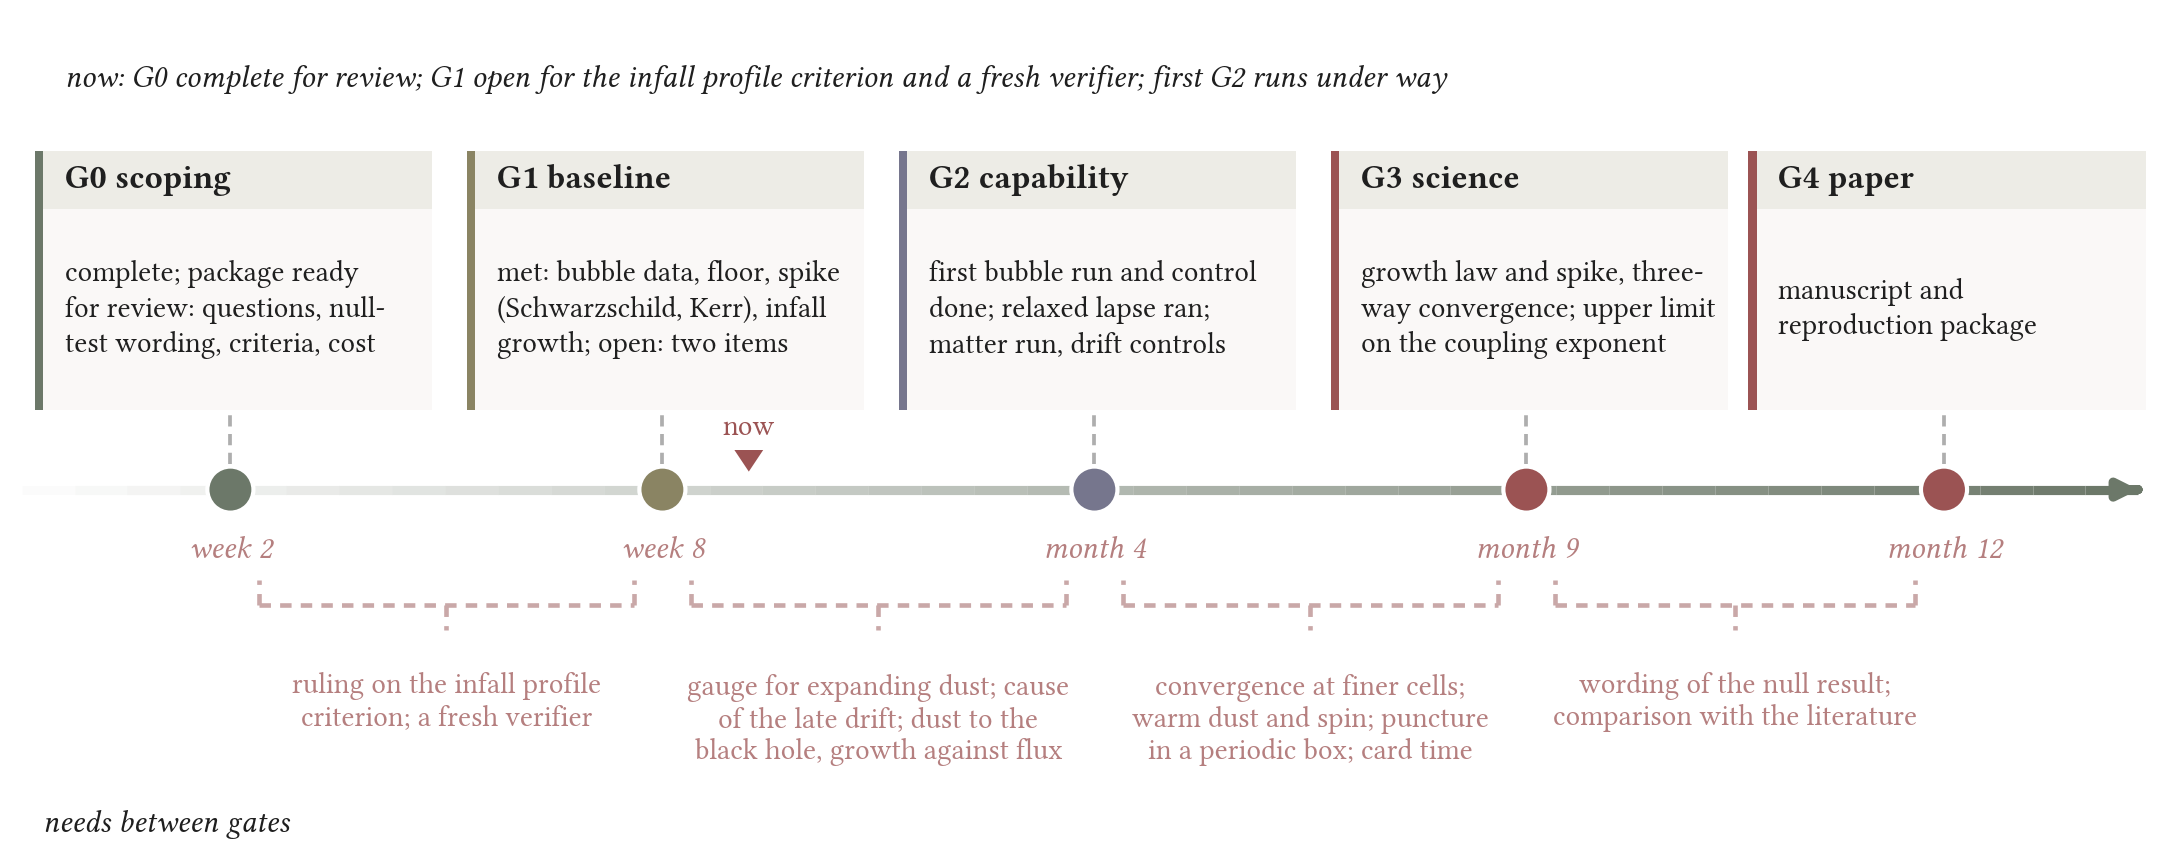 now: G0 complete for review; G1 open for the infall profile criterion and a fresh verifier; first G2 runs under way
G0 scoping
complete; package ready
for review: questions, null-
test wording, criteria, cost
G1 baseline
met: bubble data, floor, spike
(Schwarzschild, Kerr), infall
growth; open: two items
G2 capability
first bubble run and control
done; relaxed lapse ran;
matter run, drift controls
G3 science
growth law and spike, three-
way convergence; upper limit
on the coupling exponent
G4 paper
manuscript and
reproduction package
now
week 2
week 8
month 4
month 9
month 12
ruling on the infall profile
criterion; a fresh verifier
gauge for expanding dust; cause
of the late drift; dust to the
black hole, growth against flux
convergence at finer cells;
warm dust and spin; puncture
in a periodic box; card time
wording of the null result;
comparison with the literature
needs between gates